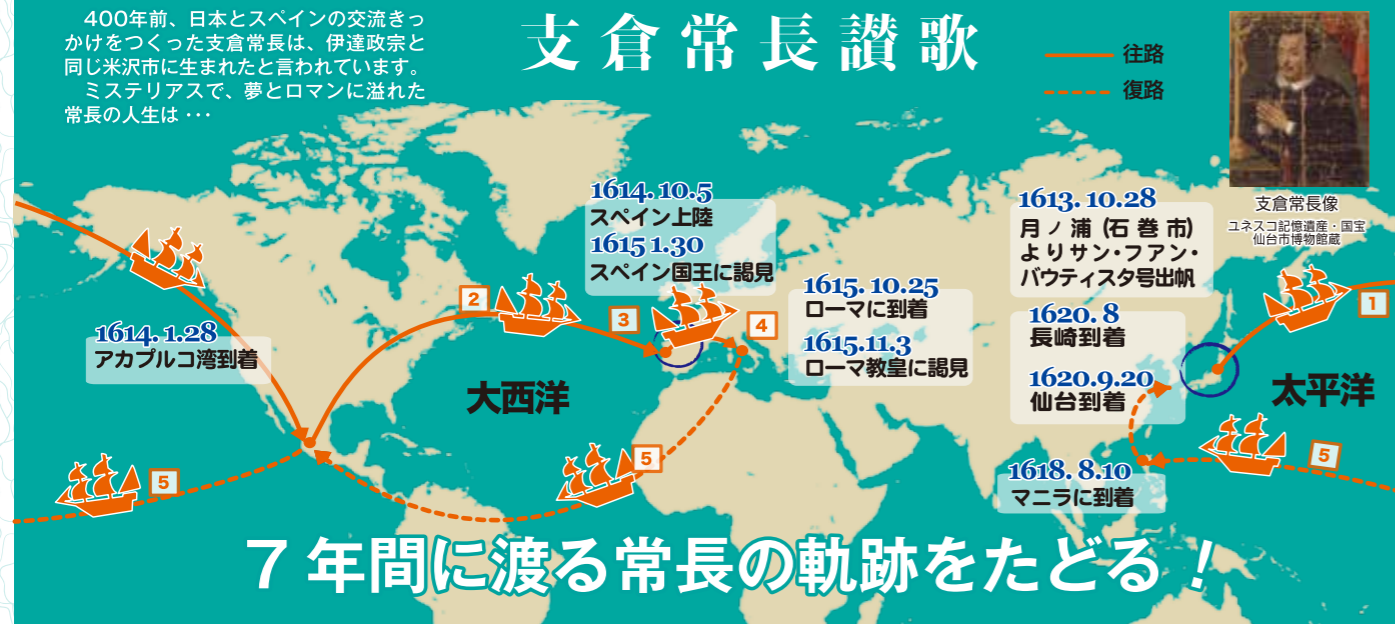 400年前、日本とスペインの交流きっ
かけをつくった支倉常長は、伊達政宗と
同じ米沢市に生まれたと言われています。
ミステリアスで、夢とロマンに溢れた
常長の人生は・・・
支倉常長讃歌
往路
復路
支倉常長像
ユネスコ記憶遺産・国宝
仙台市博物館蔵
1614. 10.5
スペイン上陸
1615 1.30
スペイン国王に謁見
1613. 10.28
月ノ浦(石巻市)
よりサン・フアン・
バウティスタ号出帆
1615. 10.25
ローマに到着
1615.11.3
ローマ教皇に謁見
1620. 8
長崎到着
1620.9.20
仙台到着
1614. 1.28
アカプルコ湾到着
1618. 8.10
マニラに到着
大西洋
太平洋
1
2
3
4
5
5
5
7年間に渡る常長の軌跡をたどる！